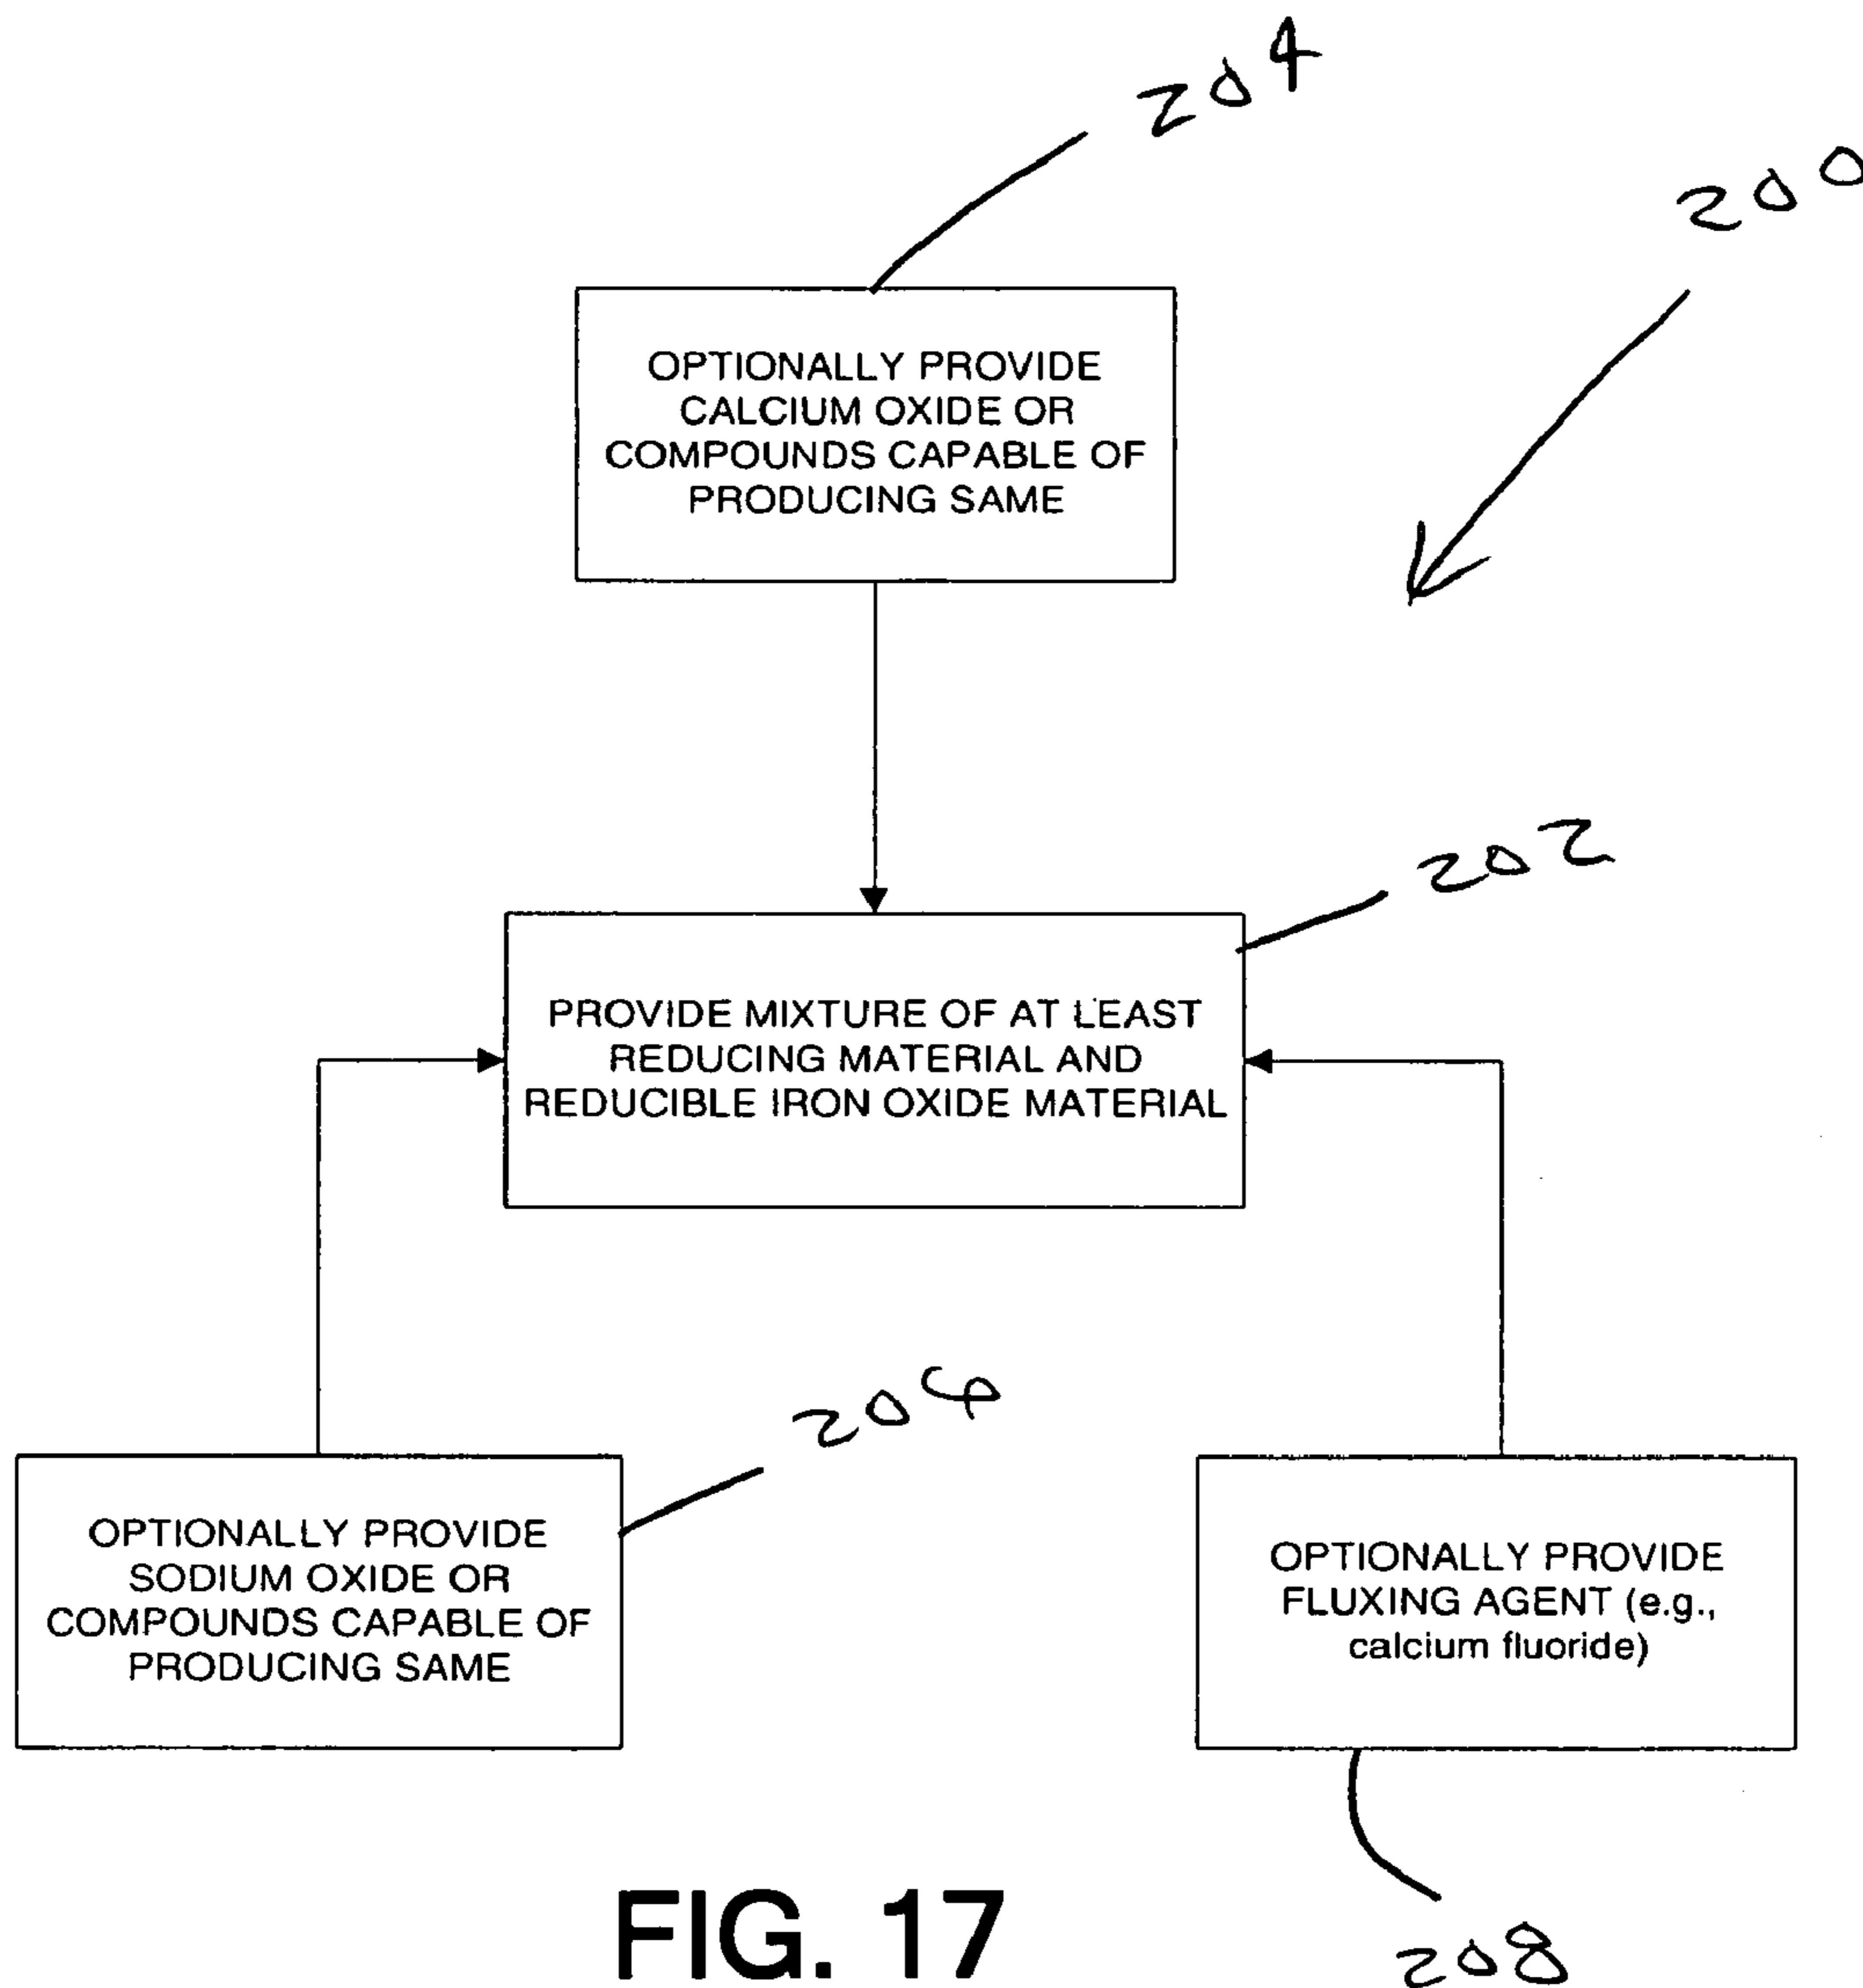 204
200
OPTIONALLY PROVIDE
CALCIUM OXIDE OR
COMPOUNDS CAPABLE OF
PRODUCING SAME
202
PROVIDE MIXTURE OF AT LEAST
REDUCING MATERIAL AND
REDUCIBLE IRON OXIDE MATERIAL
206
OPTIONALLY PROVIDE
SODIUM OXIDE OR
COMPOUNDS CAPABLE OF
PRODUCING SAME
OPTIONALLY PROVIDE
FLUXING AGENT (e.g.,
calcium fluoride)
208
FIG. 17